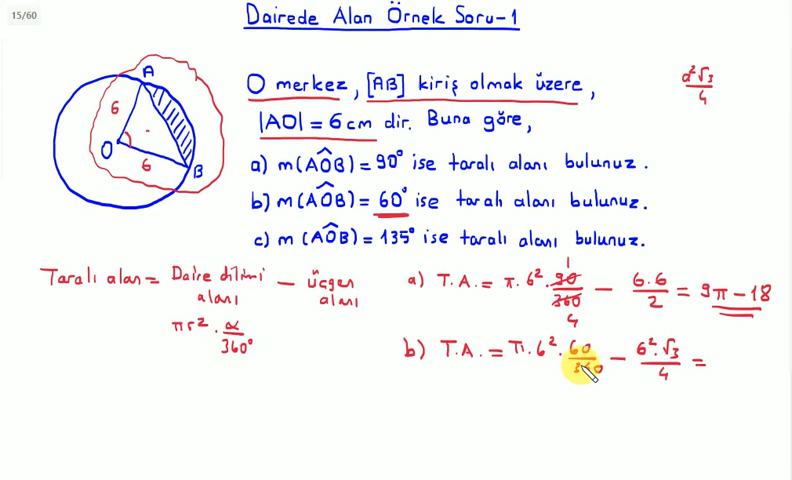 15/60
Dairede Alan Örnek Soru-1
O merkez, [AB] kiriş olmak üzere,
|AO| = 6 cm dir. Buna göre,
a) m(AÔB) = 90° ise taralı alanı bulunuz.
b) m(AÔB) = 60° ise taralı alanı bulunuz.
c) m(AÔB) = 135° ise taralı alanı bulunuz.
a²√3/4
A
6
O
6
B
Taralı alan = Daire dilimi alanı − üçgen alanı
πr² · α/360°
a) T.A. = π.6².90/360 − 6.6/2 = 9π − 18
1
4
b) T.A. = π.6².60/360 − 6².√3/4 =